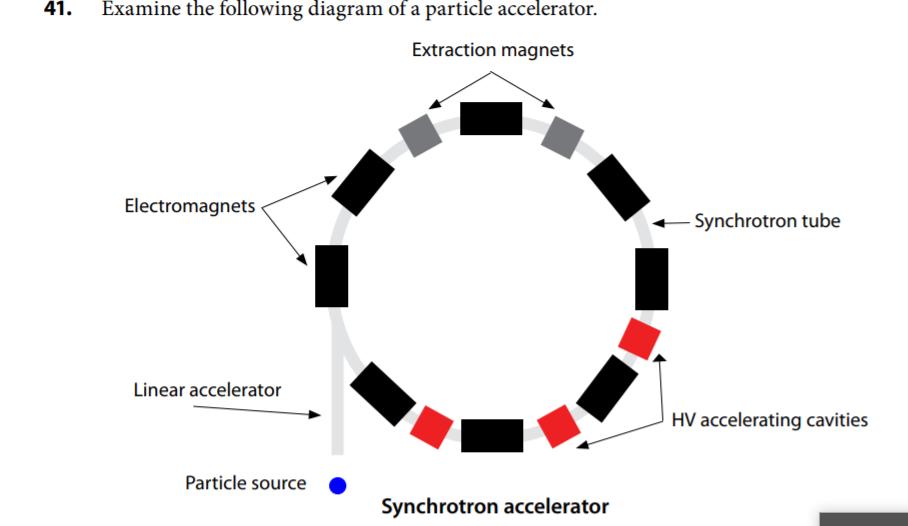 41. Examine the following diagram of a particle accelerator.
Extraction magnets
Electromagnets
Synchrotron tube
Linear accelerator
HV accelerating cavities
Particle source
Synchrotron accelerator